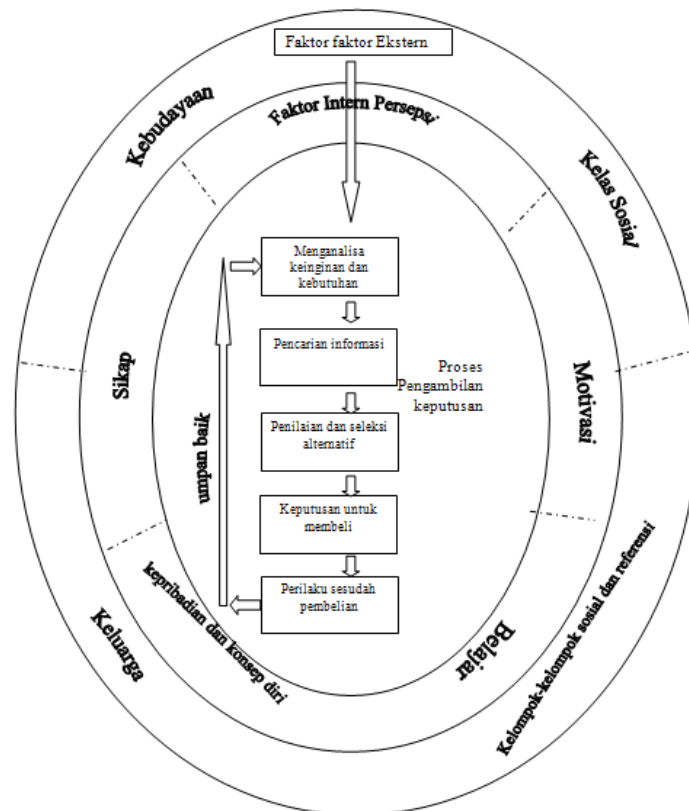 Faktor faktor Ekstern
Faktor Intern Persepsi
Kebudayaan
Kelas Sosial
Menganalisa
keinginan dan
kebutuhan
Pencarian informasi
Proses
Pengambilan
keputusan
Sikap
Motivasi
Penilaian dan seleksi
alternatif
umpan baik
Keputusan untuk
membeli
Perilaku sesudah
pembelian
kepribadian dan konsep diri
Keluarga
Belajar
Kelompok-kelompok sosial dan referensi